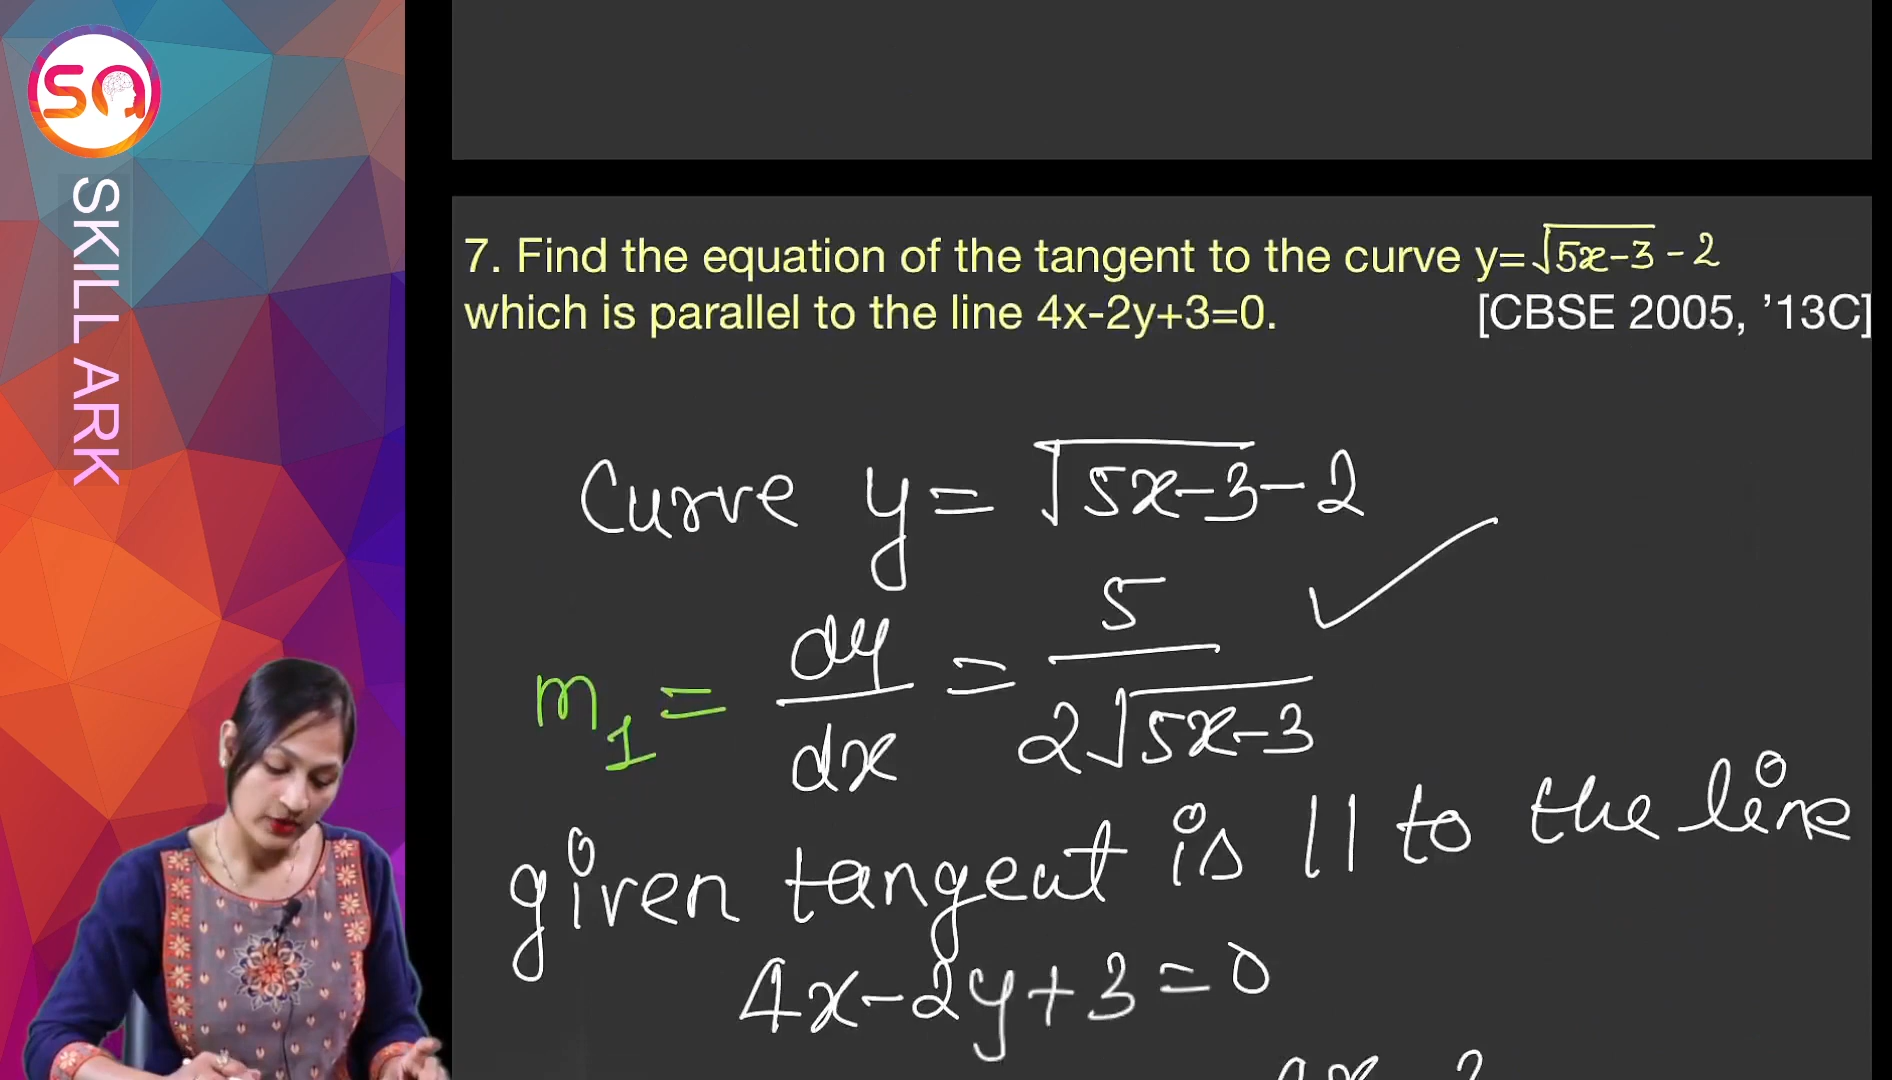 SKILL ARK
7. Find the equation of the tangent to the curve y=√5x-3 - 2
which is parallel to the line 4x-2y+3=0. [CBSE 2005, ’13C]
Curve y = √5x-3 - 2
m₁ = dy/dx = 5/2√5x-3
given tangent is || to the line
4x-2y+3=0